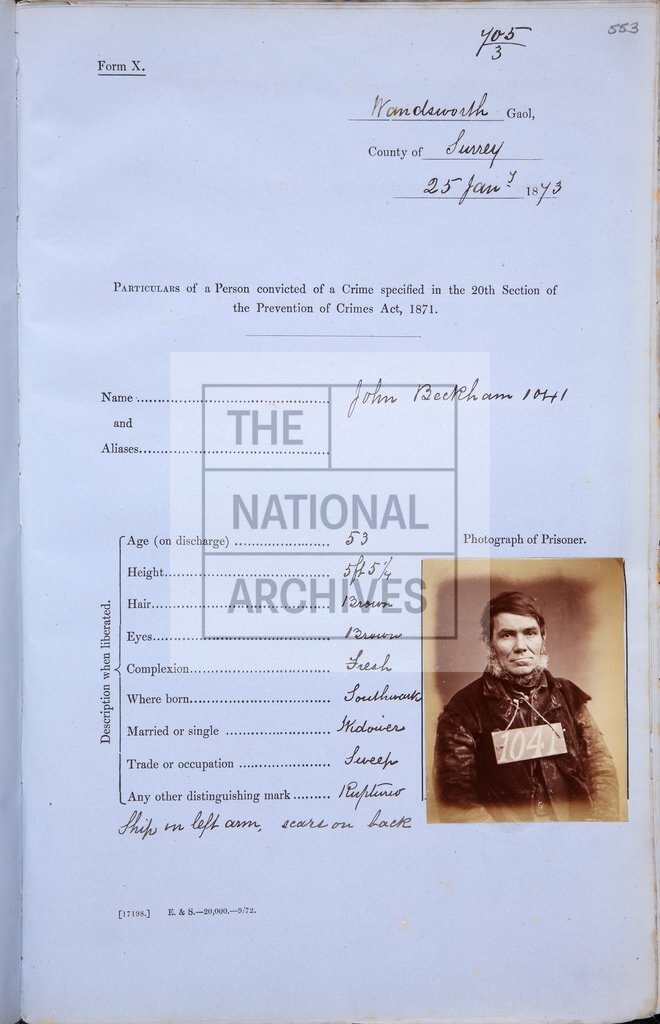 705
3
553
Form X.
Wandsworth Gaol,
County of Surrey
25 Jany 1873
PARTICULARS of a Person convicted of a Crime specified in the 20th Section of
the Prevention of Crimes Act, 1871.
Name John Beckham 1041
and
Aliases
THE
NATIONAL
ARCHIVES
Description when liberated.
Age (on discharge) 53
Photograph of Prisoner.
Height 5ft 5¼
Hair Brown
Eyes Brown
Complexion Fresh
Where born Southwark
Married or single Widower
Trade or occupation Sweep
Any other distinguishing mark Ruptured
Ship on left arm, scars on back
1041
[17198.] E. & S.—20,000.—9/72.